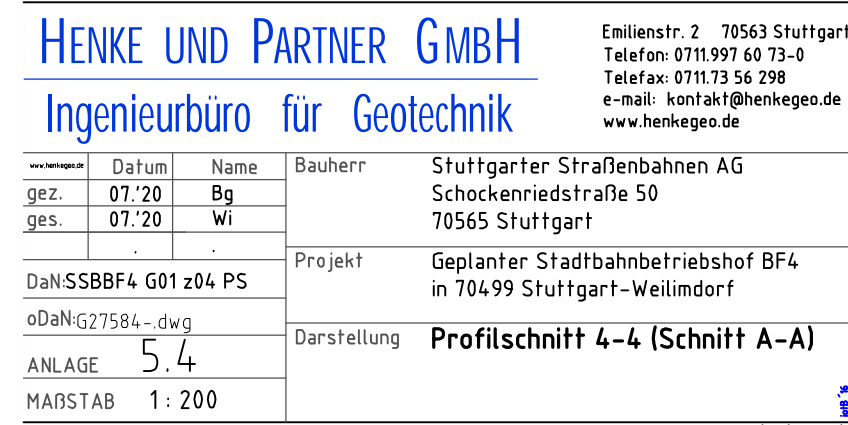 HENKE UND PARTNER GMBH
Ingenieurbüro für Geotechnik
Emilienstr. 2 70563 Stuttgart
Telefon: 0711.997 60 73-0
Telefax: 0711.73 56 298
e-mail: kontakt@henkegeo.de
www.henkegeo.de
www.henkegeo.de Datum Name
gez. 07.'20 Bg
ges. 07.'20 Wi
. .
DaN:SSBBF4 G01 z04 PS
oDaN:G27584-.dwg
ANLAGE 5.4
MAßSTAB 1: 200
Bauherr Stuttgarter Straßenbahnen AG
Schockenriedstraße 50
70565 Stuttgart
Projekt Geplanter Stadtbahnbetriebshof BF4
in 70499 Stuttgart-Weilimdorf
Darstellung Profilschnitt 4-4 (Schnitt A-A)